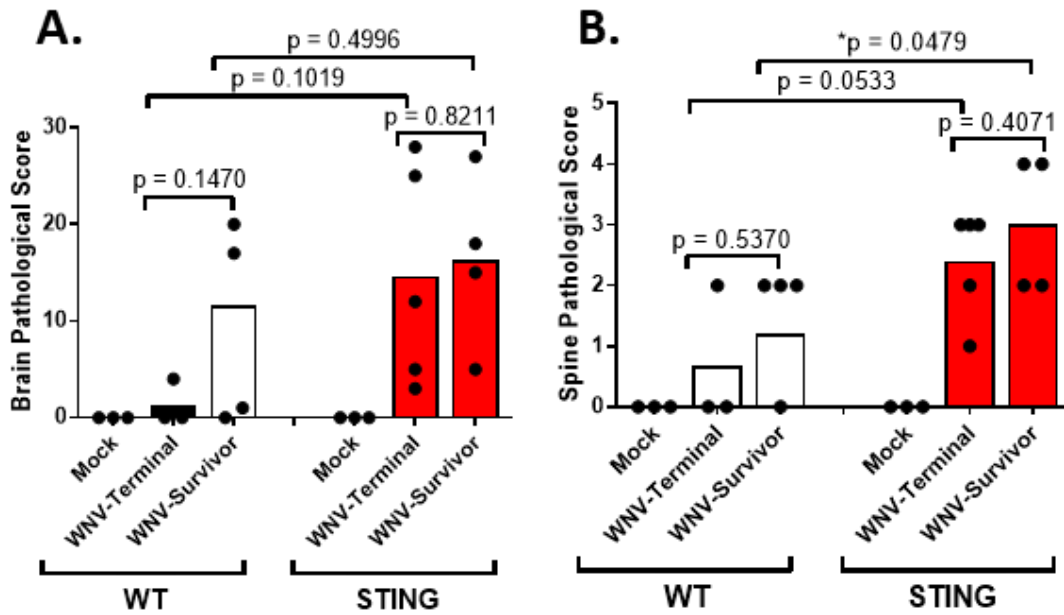 A.
p = 0.4996
p = 0.1019
p = 0.8211
p = 0.1470
Brain Pathological Score
30
20
10
0
Mock
WNV-Terminal
WNV-Survivor
Mock
WNV-Terminal
WNV-Survivor
WT
STING
B.
*p = 0.0479
p = 0.0533
p = 0.4071
p = 0.5370
Spine Pathological Score
5
4
3
2
1
0
Mock
WNV-Terminal
WNV-Survivor
Mock
WNV-Terminal
WNV-Survivor
WT
STING